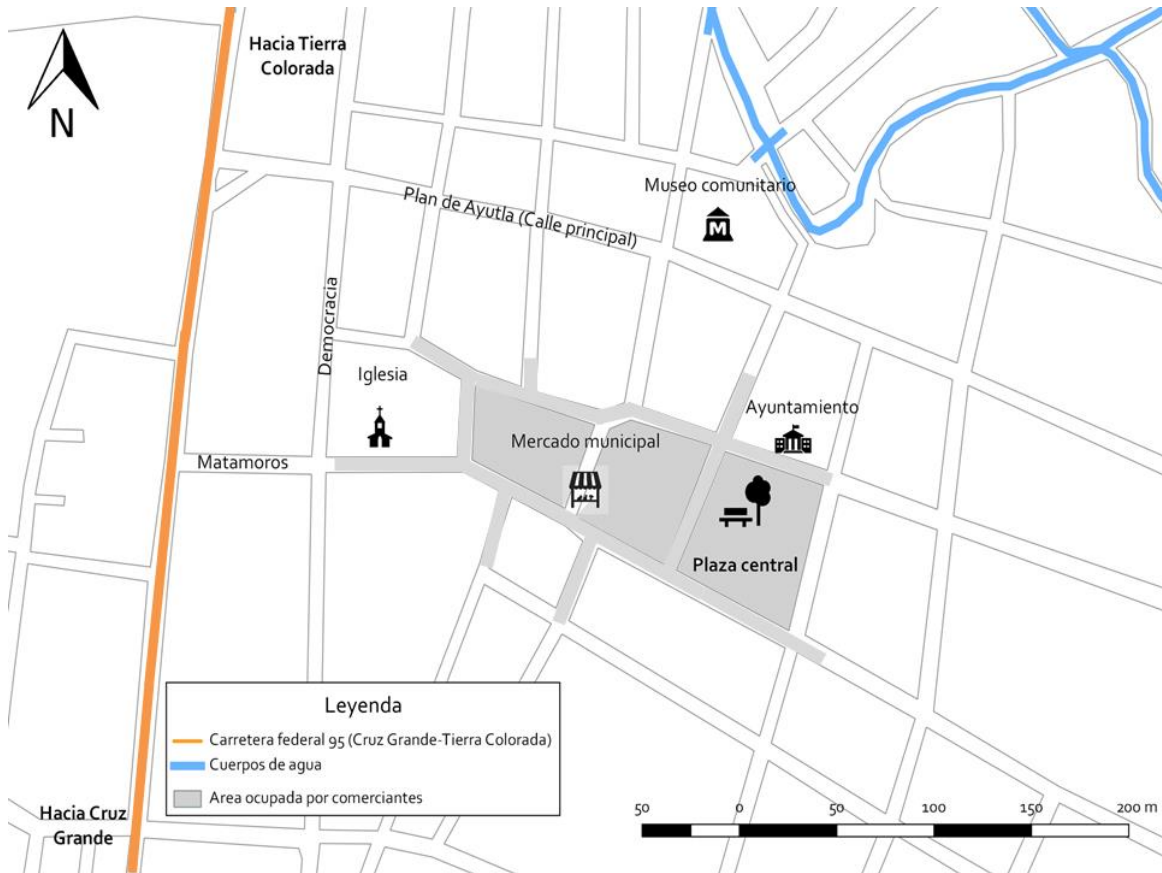 Hacia Tierra
Colorada
N
Museo comunitario
M
Plan de Ayutla (Calle principal)
Democracia
Iglesia
Ayuntamiento
Mercado municipal
Matamoros
Plaza central
Leyenda
Carretera federal 95 (Cruz Grande-Tierra Colorada)
Cuerpos de agua
Area ocupada por comerciantes
Hacia Cruz
Grande
50 0 50 100 150 200 m